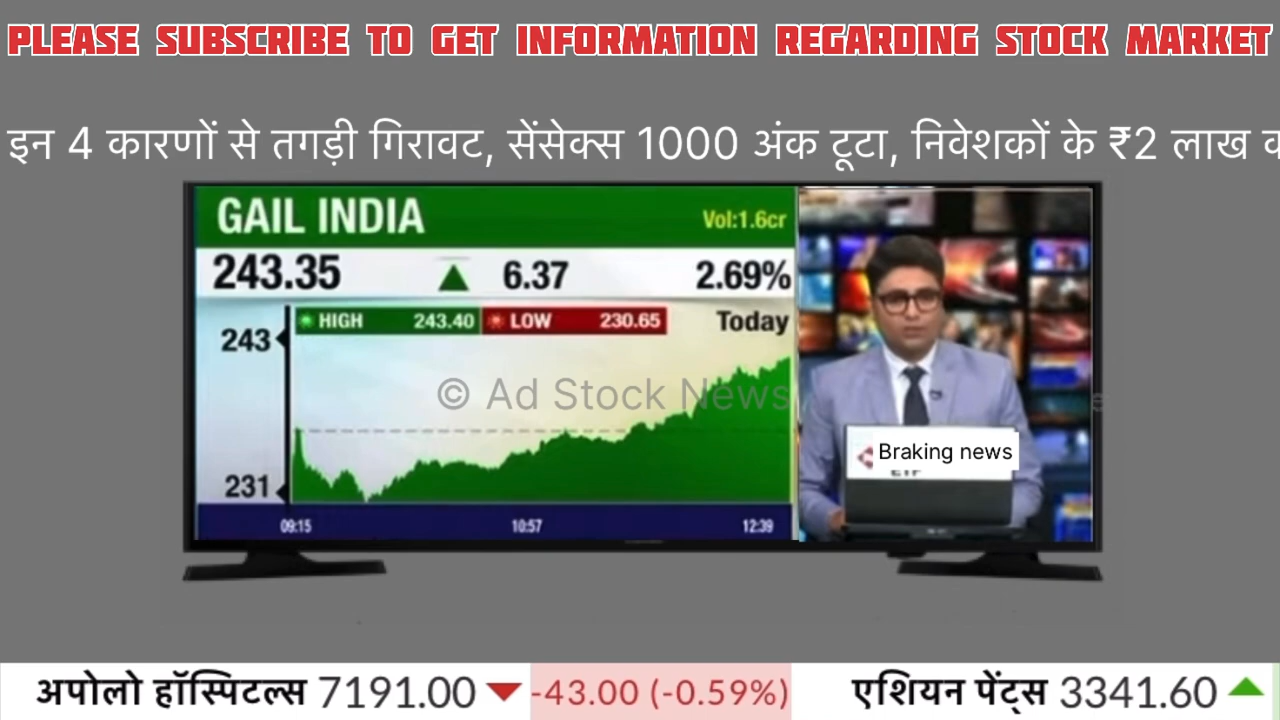 PLEASE SUBSCRIBE TO GET INFORMATION REGARDING STOCK MARKET
इन 4 कारणों से तगड़ी गिरावट, सेंसेक्स 1000 अंक टूटा, निवेशकों के ₹2 लाख
GAIL INDIA Vol:1.6cr
243.35 ▲ 6.37 2.69%
HIGH 243.40 LOW 230.65 Today
243
© Ad Stock News
Braking news
231
09:15 10:57 12:39
अपोलो हॉस्पिटल्स 7191.00 ▼ -43.00 (-0.59%) एशियन पेंट्स 3341.60 ▲